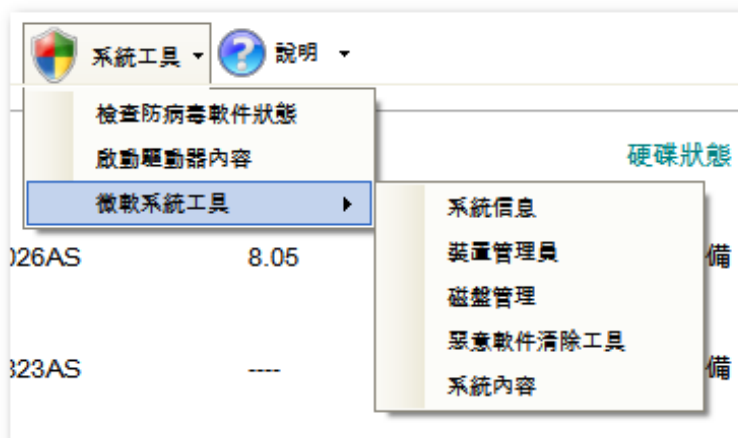 系統工具 說明
檢查防病毒軟件狀態
啟動驅動器內容
硬碟狀態
微軟系統工具
系統信息
026AS 8.05 裝置管理員 備
磁盤管理
惡意軟件清除工具
323AS ---- 備
系統內容